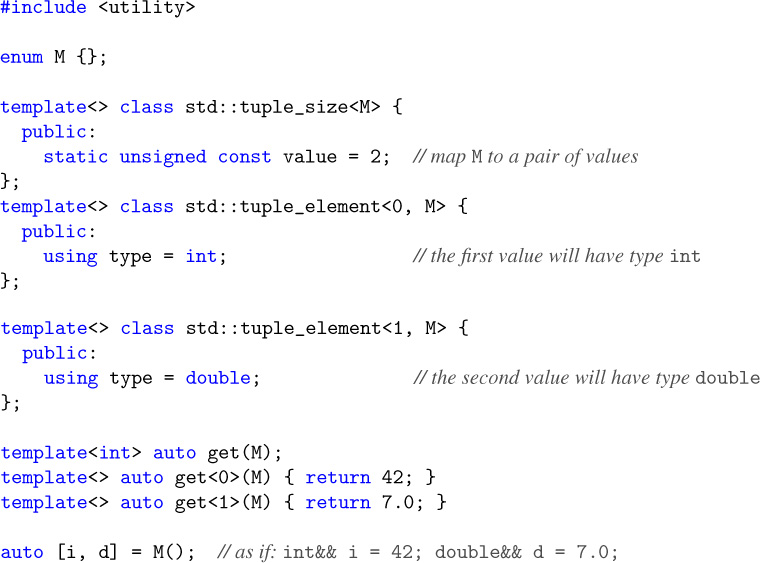 #include <utility>
enum M {};
template<> class std::tuple_size<M> {
public:
static unsigned const value = 2; // map M to a pair of values
};
template<> class std::tuple_element<0, M> {
public:
using type = int; // the first value will have type int
};
template<> class std::tuple_element<1, M> {
public:
using type = double; // the second value will have type double
};
template<int> auto get(M);
template<> auto get<0>(M) { return 42; }
template<> auto get<1>(M) { return 7.0; }
auto [i, d] = M(); // as if: int&& i = 42; double&& d = 7.0;